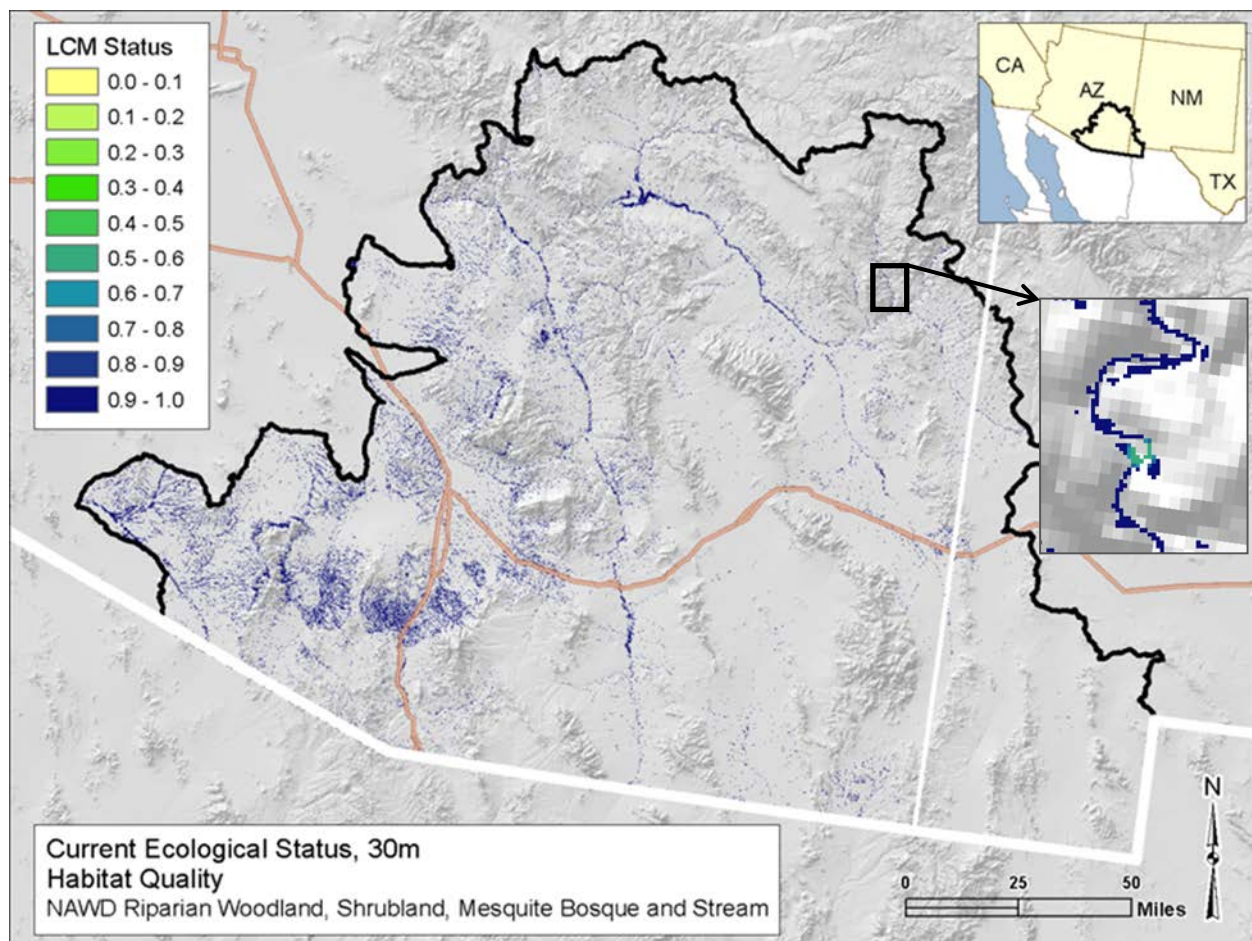 LCM Status
0.0 - 0.1
0.1 - 0.2
0.2 - 0.3
0.3 - 0.4
0.4 - 0.5
0.5 - 0.6
0.6 - 0.7
0.7 - 0.8
0.8 - 0.9
0.9 - 1.0
CA
AZ
NM
TX
N
0 25 50
Miles
Current Ecological Status, 30m
Habitat Quality
NAWD Riparian Woodland, Shrubland, Mesquite Bosque and Stream